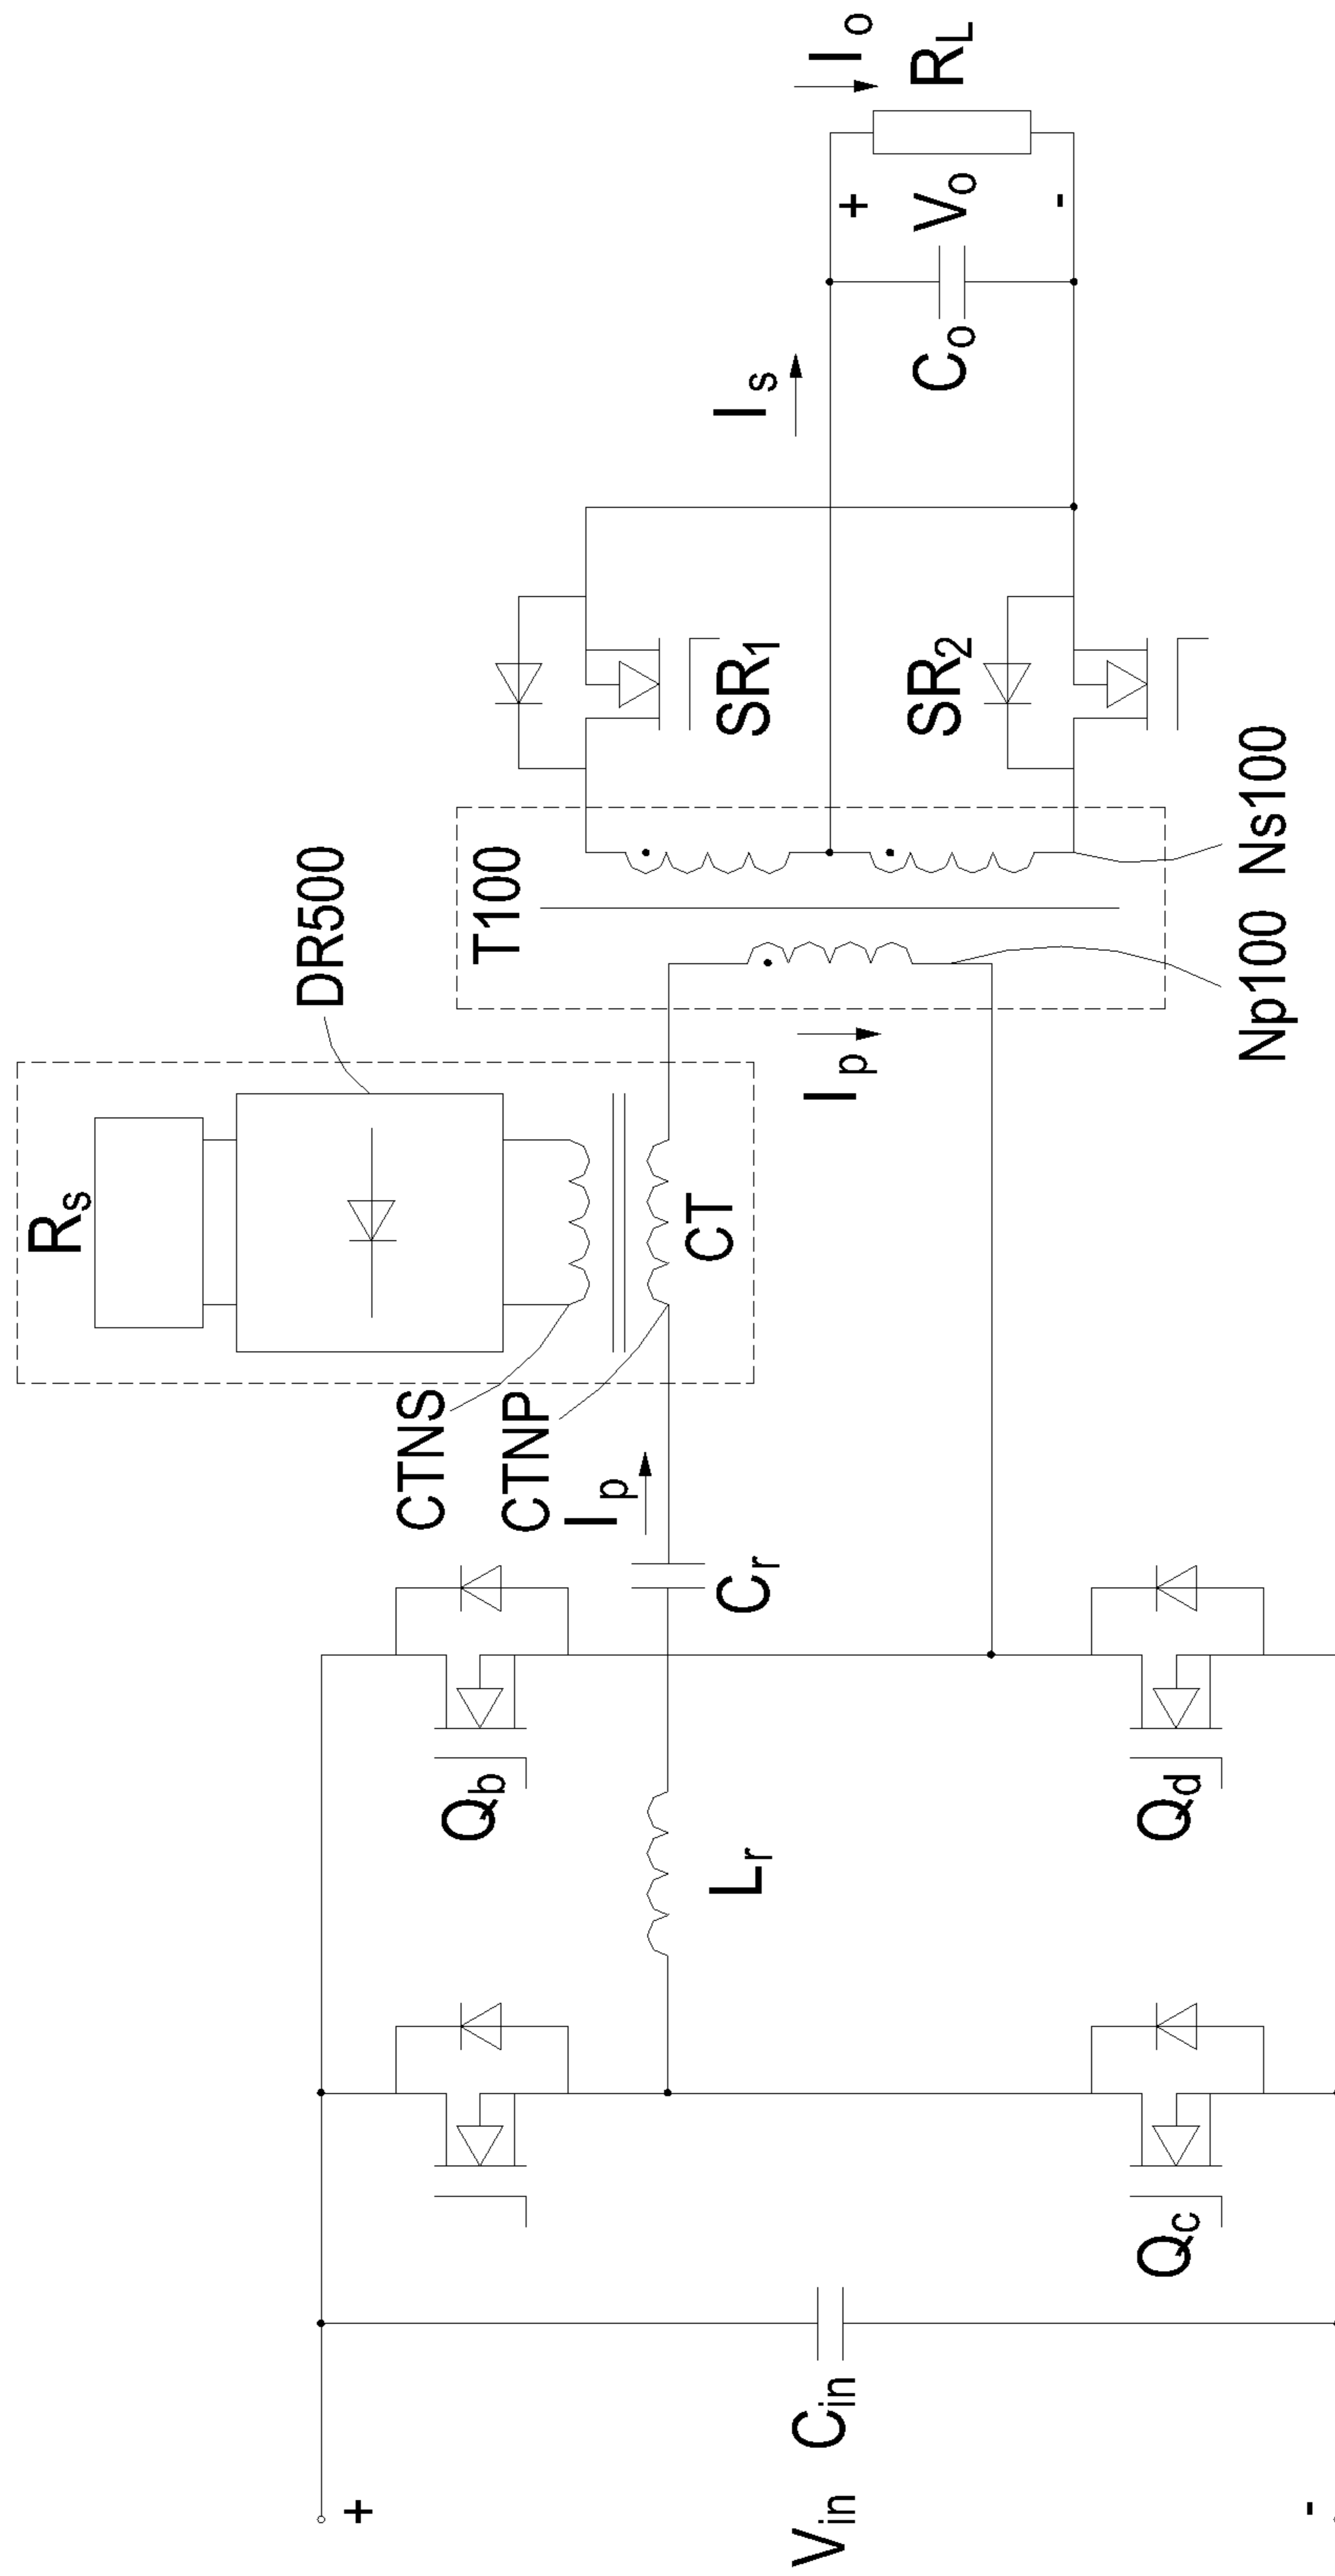 Rs
DR500
CTNS
CTNP
CT
T100
Ip
Ip
Is
Io
Qb
Lr
Cr
SR1
SR2
+
Vo
-
Co
RL
+
Vin
-
Cin
Qc
Qd
Np100
Ns100